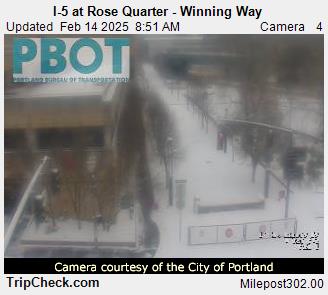 I-5 at Rose Quarter - Winning Way
Updated Feb 14 2025 8:51 AM Camera 4
PBOT
PORTLAND BUREAU OF TRANSPORTATION
Camera courtesy of the City of Portland
TripCheck.com Milepost302.00